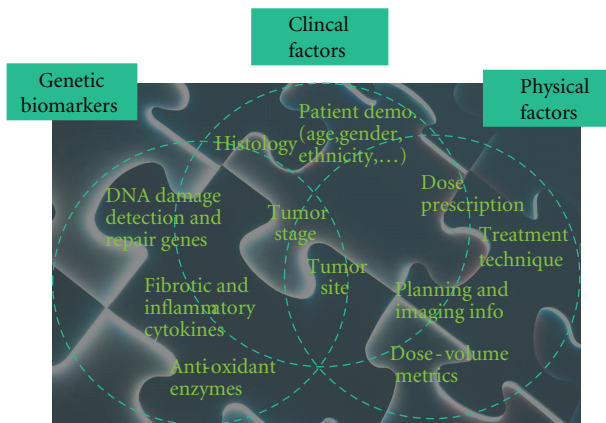 Clincal
factors
Genetic
biomarkers
Physical
factors
Patient demo.
(age,gender,
ethnicity,...)
Histology
DNA damage
detection and
repair genes
Tumor
stage
Dose
prescription
Treatment
technique
Tumor
site
Fibrotic and
inflammatory
cytokines
Planning and
imaging info
Anti-oxidant
enzymes
Dose-volume
metrics